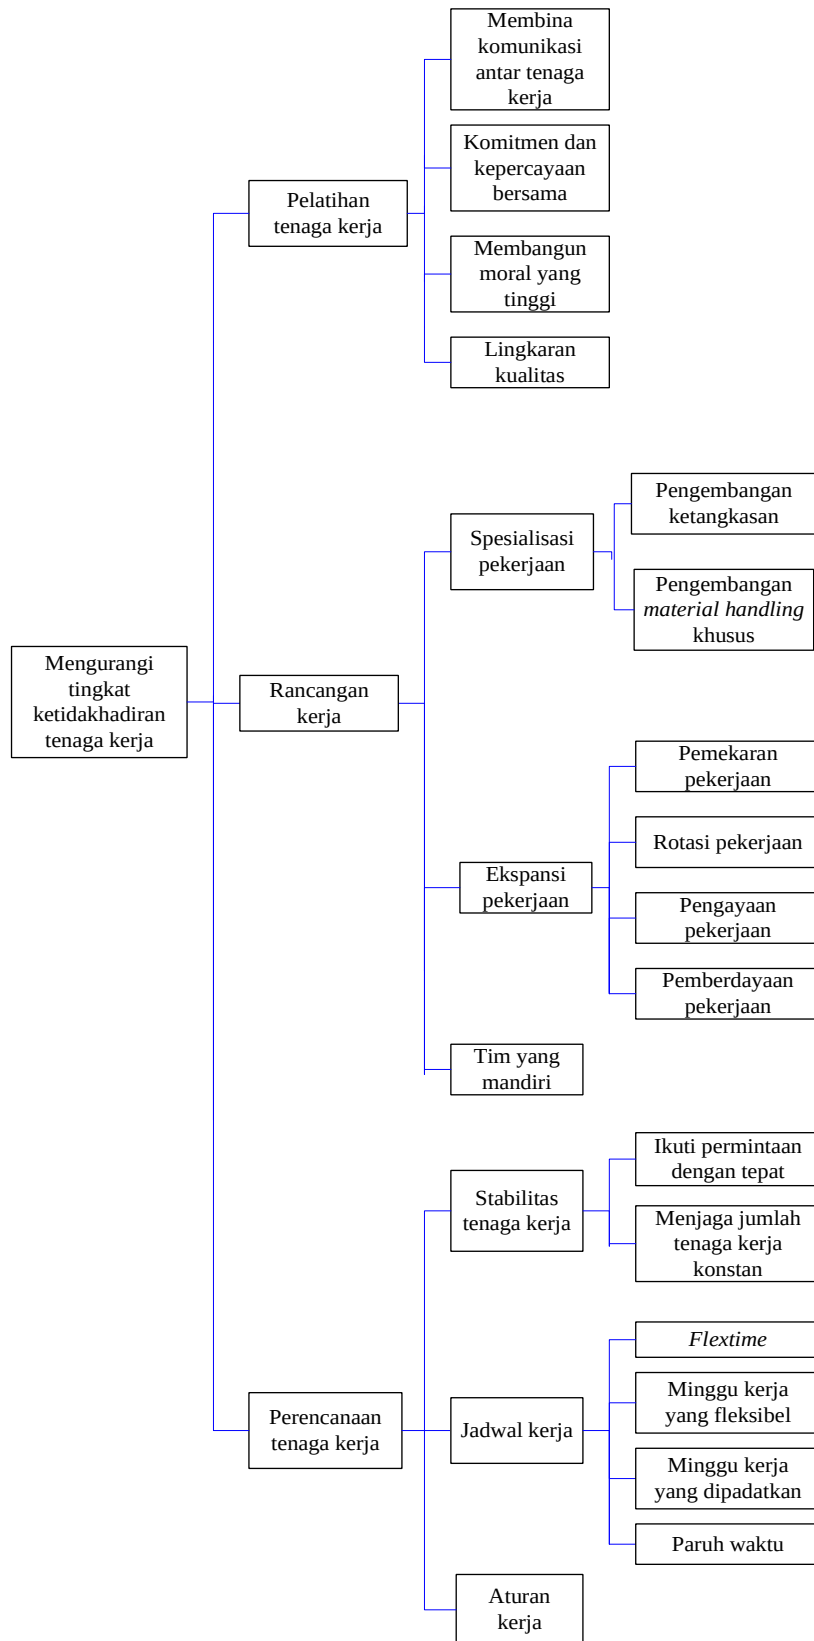 Membina
komunikasi
antar tenaga
kerja
Komitmen dan
kepercayaan
bersama
Pelatihan
tenaga kerja
Membangun
moral yang
tinggi
Lingkaran
kualitas
Pengembangan
ketangkasan
Spesialisasi
pekerjaan
Pengembangan
material handling
khusus
Mengurangi
tingkat
ketidakhadiran
tenaga kerja
Rancangan
kerja
Pemekaran
pekerjaan
Rotasi pekerjaan
Ekspansi
pekerjaan
Pengayaan
pekerjaan
Pemberdayaan
pekerjaan
Tim yang
mandiri
Ikuti permintaan
dengan tepat
Stabilitas
tenaga kerja
Menjaga jumlah
tenaga kerja
konstan
Flextime
Minggu kerja
yang fleksibel
Perencanaan
tenaga kerja
Jadwal kerja
Minggu kerja
yang dipadatkan
Paruh waktu
Aturan
kerja